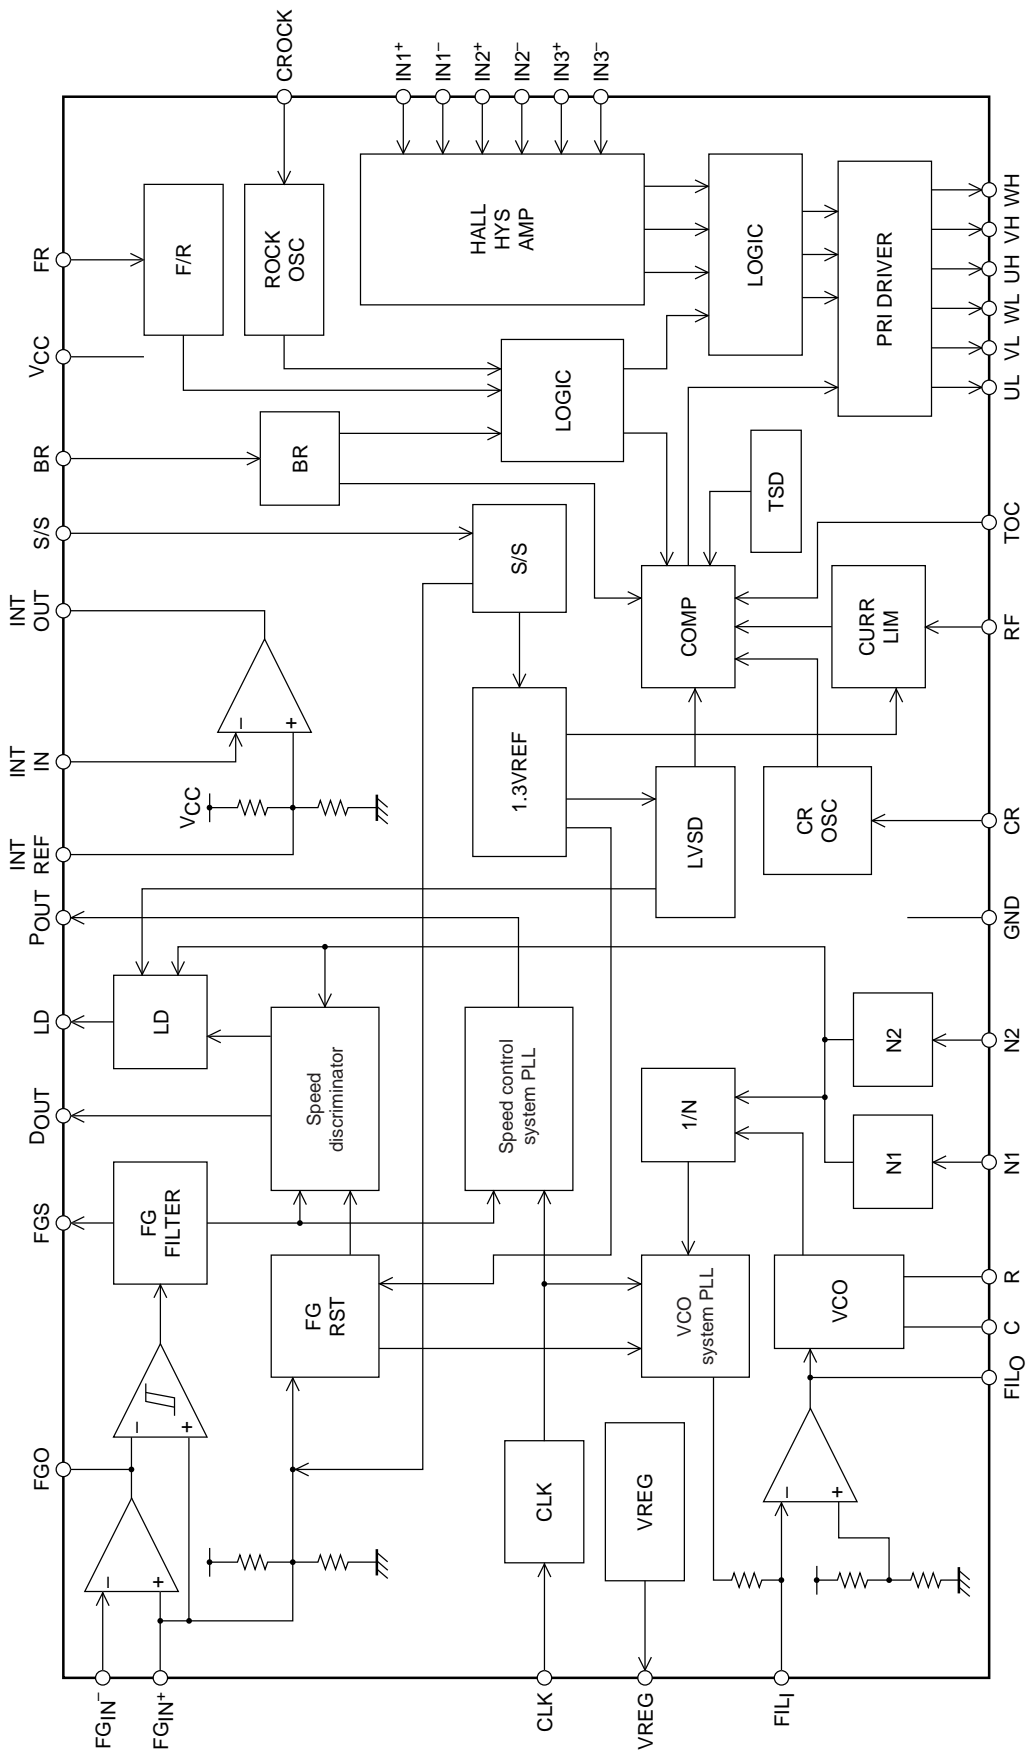 FGIN−
FGIN+
FGO
FGS
DOUT
LD
POUT
INT
REF
INT
IN
INT
OUT
S/S
BR
VCC
FR
CROCK
IN1+
IN1−
IN2+
IN2−
IN3+
IN3−
−
+
−
+
FG
FILTER
LD
VCC
−
+
F/R
ROCK
OSC
BR
FG
RST
Speed
discriminator
HALL
HYS
AMP
CLK
Speed control
system PLL
1.3VREF
S/S
LOGIC
VREG
VCO
system PLL
1/N
LVSD
COMP
TSD
LOGIC
−
+
VCO
N1
N2
CR
OSC
CURR
LIM
PRI DRIVER
CLK
VREG
FILI
FILO
C
R
N1
N2
GND
CR
RF
TOC
UL
VL
WL
UH
VH
WH